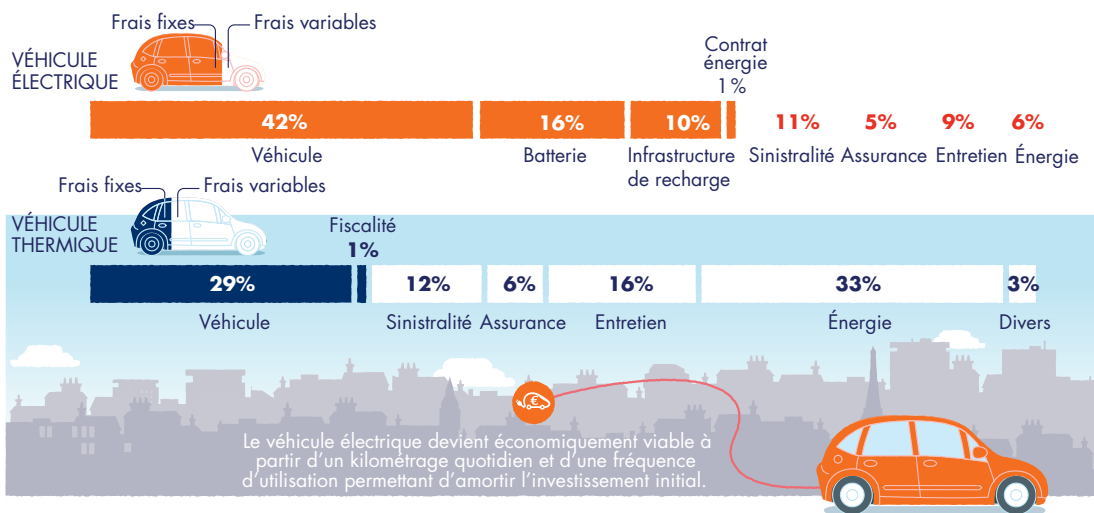 Frais fixes
Frais variables
VÉHICULE
ÉLECTRIQUE
Contrat
énergie
1 %
42%
16%
10%
11%
5%
9%
6%
Véhicule
Batterie
Infrastructure
de recharge
Sinistralité
Assurance
Entretien
Énergie
Frais fixes
Frais variables
VÉHICULE
THERMIQUE
Fiscalité
1%
29%
12%
6%
16%
33%
3%
Véhicule
Sinistralité
Assurance
Entretien
Énergie
Divers
€
Le véhicule électrique devient économiquement viable à
partir d’un kilométrage quotidien et d’une fréquence
d’utilisation permettant d’amortir l’investissement initial.